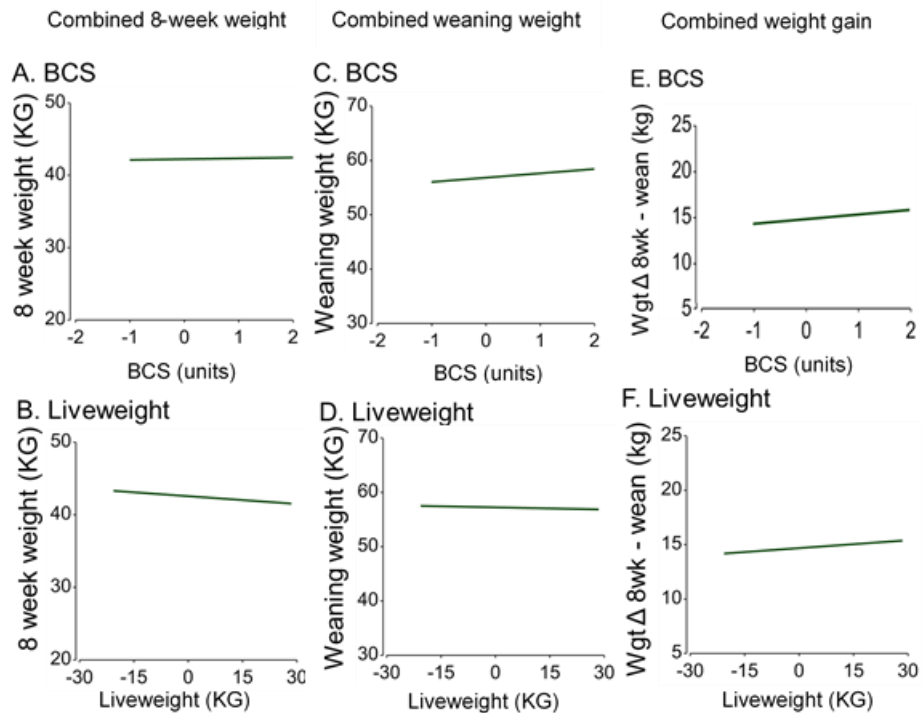 Combined 8-week weight
Combined weaning weight
Combined weight gain
A. BCS
8 week weight (KG)
50
40
30
20
-2 -1 0 1 2
BCS (units)
C. BCS
Weaning weight (KG)
70
60
50
40
30
-2 -1 0 1 2
BCS (units)
E. BCS
Wgt Δ 8wk - wean (kg)
25
20
15
10
5
-2 -1 0 1 2
BCS (units)
B. Liveweight
8 week weight (KG)
50
40
30
20
-30 -15 0 15 30
Liveweight (KG)
D. Liveweight
Weaning weight (KG)
70
60
50
40
30
-30 -15 0 15 30
Liveweight (KG)
F. Liveweight
Wgt Δ 8wk - wean (kg)
25
20
15
10
5
-30 -15 0 15 30
Liveweight (KG)